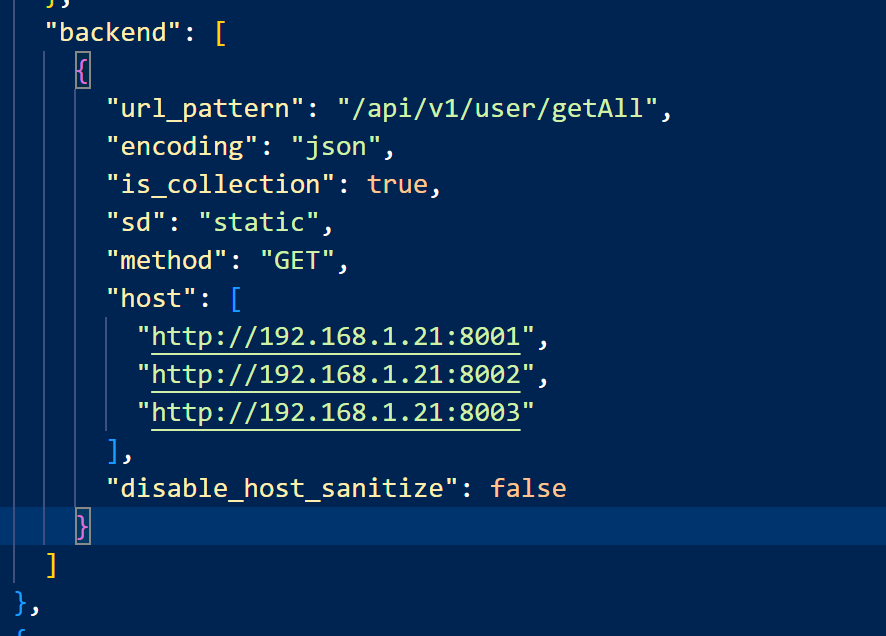 },
"backend": [
{
"url_pattern": "/api/v1/user/getAll",
"encoding": "json",
"is_collection": true,
"sd": "static",
"method": "GET",
"host": [
"http://192.168.1.21:8001",
"http://192.168.1.21:8002",
"http://192.168.1.21:8003"
],
"disable_host_sanitize": false
}
]
},
{